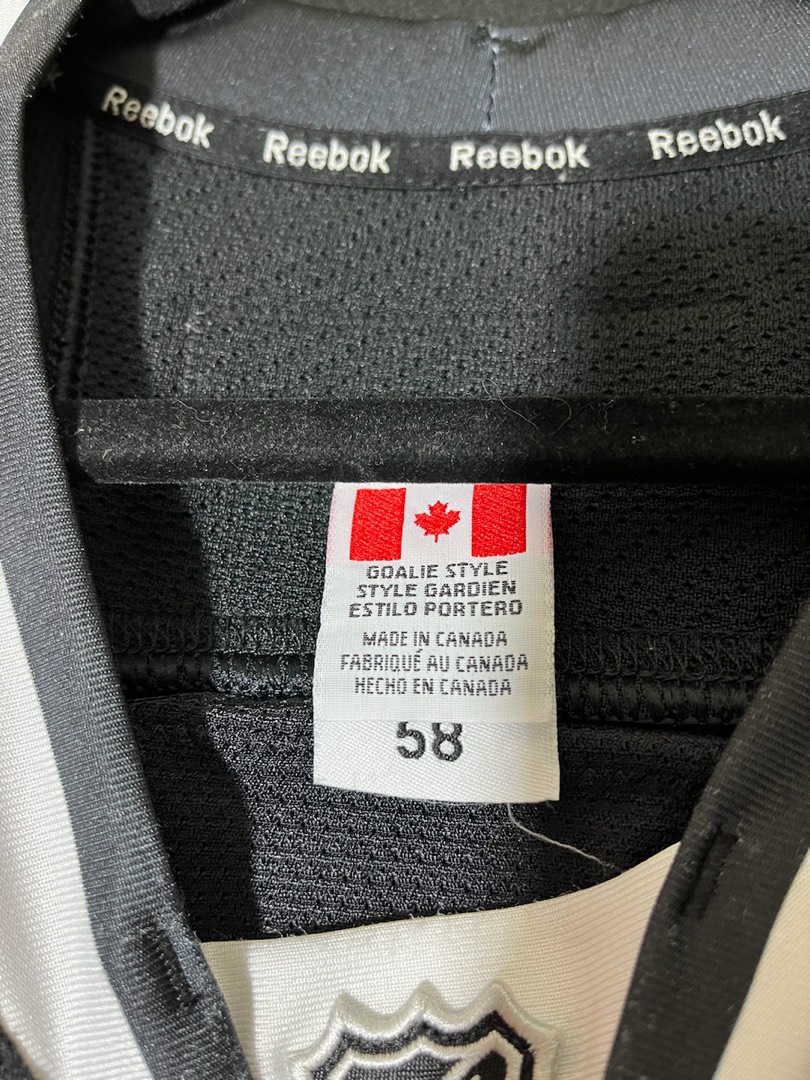 Reebok Reebok Reebok Reebok
GOALIE STYLE
STYLE GARDIEN
ESTILO PORTERO
MADE IN CANADA
FABRIQUÉ AU CANADA
HECHO EN CANADA
58